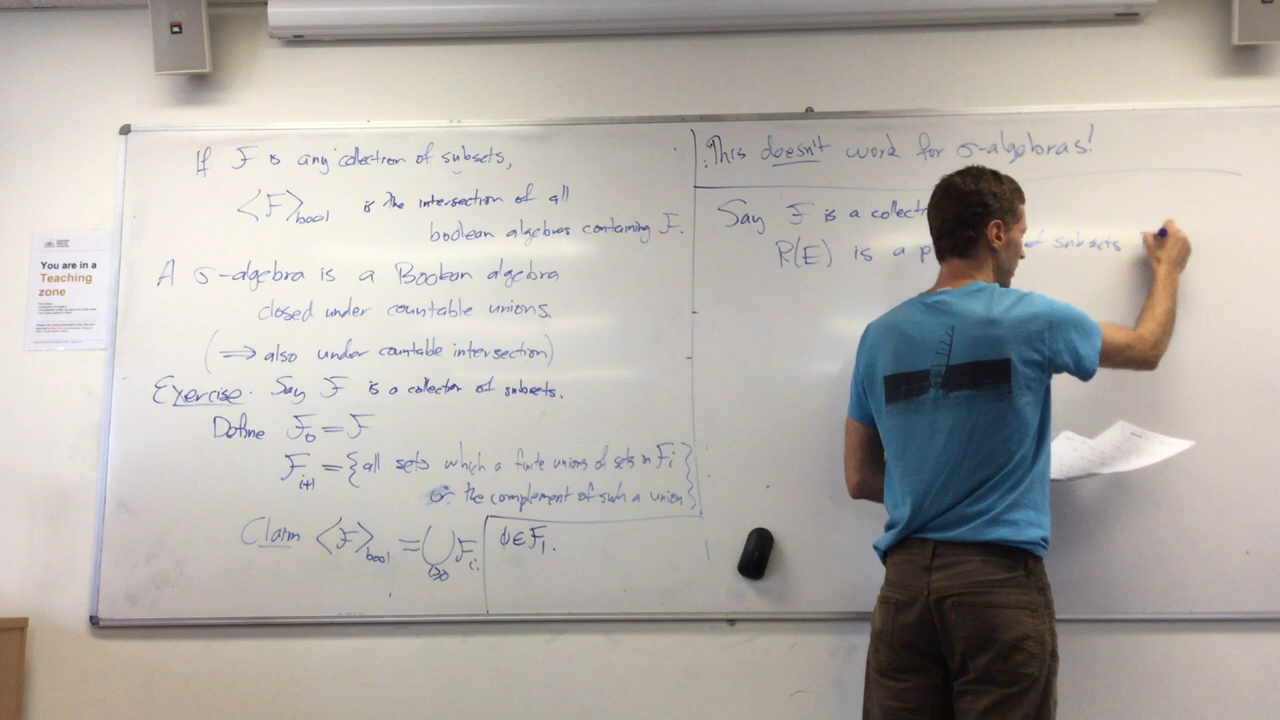 If F is any collection of subsets,
⟨F⟩bool is the intersection of all
boolean algebras containing F.
A σ-algebra is a Boolean algebra
closed under countable unions.
(⟹ also under countable intersection)
Exercise. Say F is a collection of subsets.
Define F₀ = F
Fᵢ₊₁ = {all sets which a finite unions of sets in Fᵢ
or the complement of such a union}
Claim ⟨F⟩bool = ⋃ᵢ≥₀ Fᵢ.
φ∈F₁.
This doesn't work for σ-algebras!
Say F is a collect
P(E) is a p of subsets
You are in a
Teaching
zone